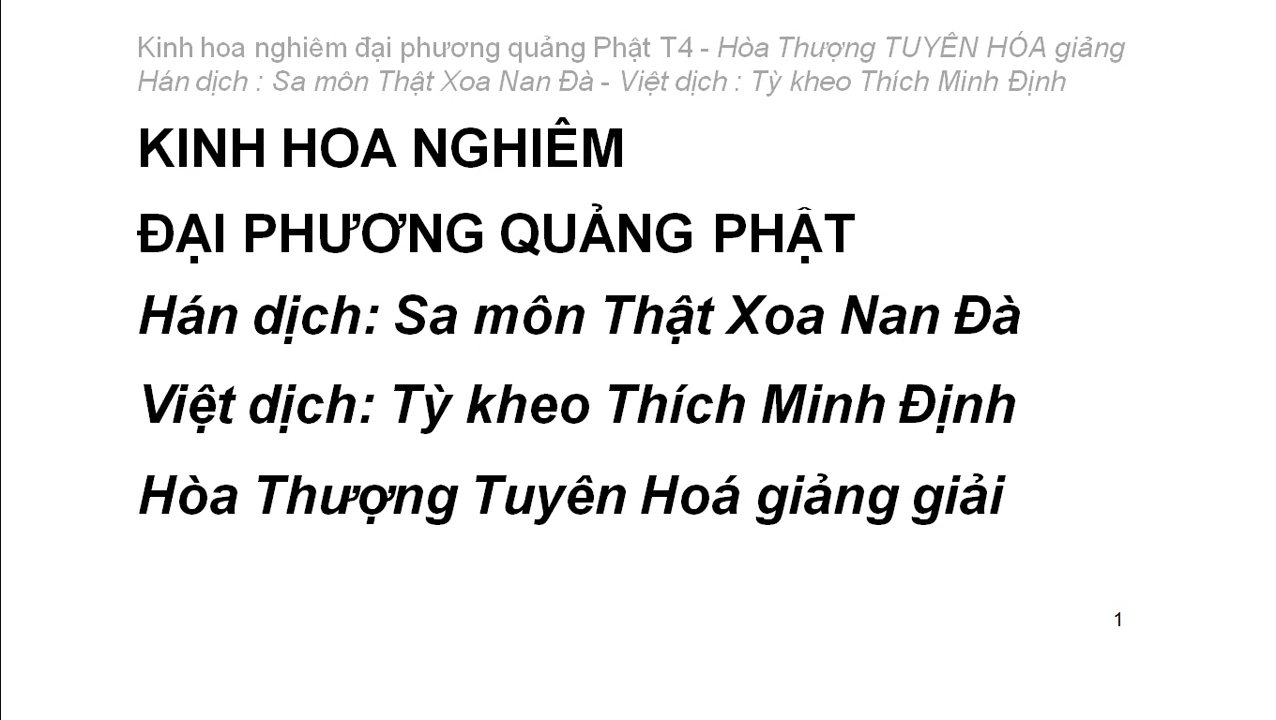 Kinh hoa nghiêm đại phương quảng Phật T4 - Hòa Thượng TUYÊN HÓA giảng
Hán dịch : Sa môn Thật Xoa Nan Đà - Việt dịch : Tỳ kheo Thích Minh Định
KINH HOA NGHIÊM
ĐẠI PHƯƠNG QUẢNG PHẬT
Hán dịch: Sa môn Thật Xoa Nan Đà
Việt dịch: Tỳ kheo Thích Minh Định
Hòa Thượng Tuyên Hoá giảng giải
1